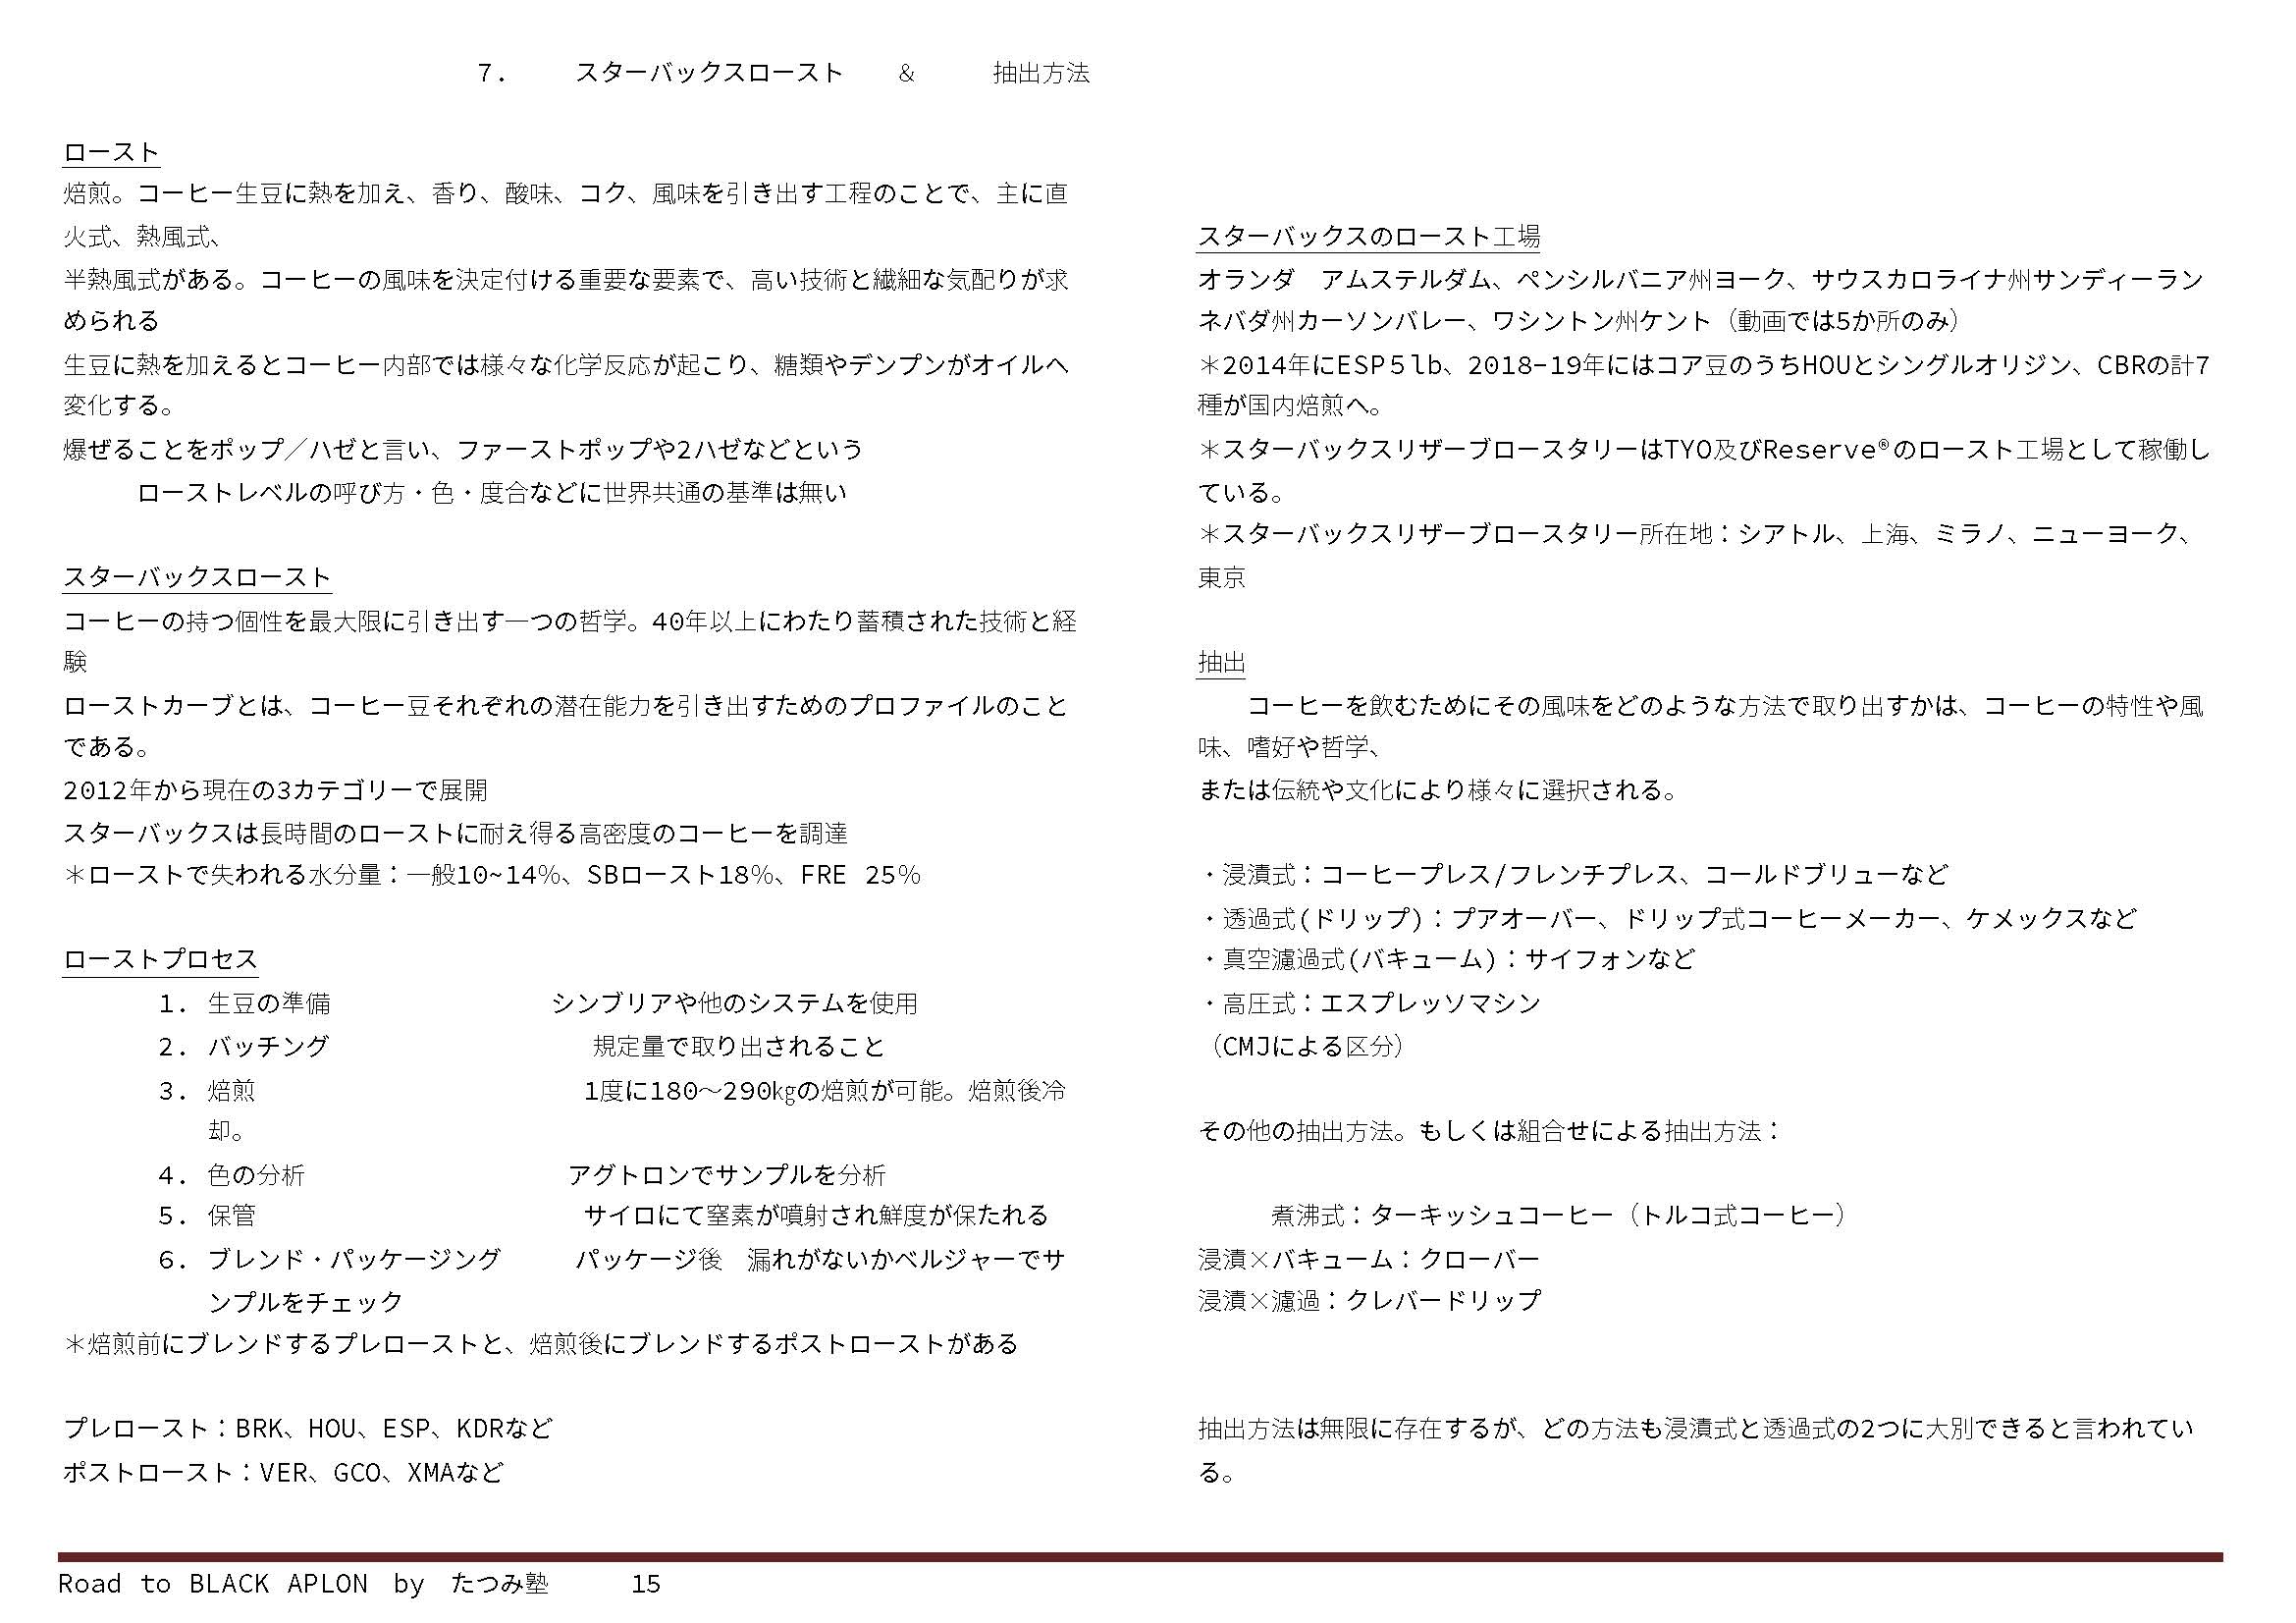 7.　スターバックスロースト　&　抽出方法
ロースト
焙煎。コーヒー生豆に熱を加え、香り、酸味、コク、風味を引き出す工程のことで、主に直
火式、熱風式、
半熱風式がある。コーヒーの風味を決定付ける重要な要素で、高い技術と繊細な気配りが求
められる
生豆に熱を加えるとコーヒー内部では様々な化学反応が起こり、糖類やデンプンがオイルへ
変化する。
爆ぜることをポップ／ハゼと言い、ファーストポップや2ハゼなどという
ローストレベルの呼び方・色・度合などに世界共通の基準は無い
スターバックスロースト
コーヒーの持つ個性を最大限に引き出す一つの哲学。40年以上にわたり蓄積された技術と経
験
ローストカーブとは、コーヒー豆それぞれの潜在能力を引き出すためのプロファイルのこと
である。
2012年から現在の3カテゴリーで展開
スターバックスは長時間のローストに耐え得る高密度のコーヒーを調達
＊ローストで失われる水分量：一般10~14％、SBロースト18％、FRE 25％
ローストプロセス
1. 生豆の準備　シンブリアや他のシステムを使用
2. バッチング　規定量で取り出されること
3. 焙煎　1度に180～290㎏の焙煎が可能。焙煎後冷
却。
4. 色の分析　アグトロンでサンプルを分析
5. 保管　サイロにて窒素が噴射され鮮度が保たれる
6. ブレンド・パッケージング　パッケージ後　漏れがないかベルジャーでサ
ンプルをチェック
＊焙煎前にブレンドするプレローストと、焙煎後にブレンドするポストローストがある
プレロースト：BRK、HOU、ESP、KDRなど
ポストロースト：VER、GCO、XMAなど
スターバックスのロースト工場
オランダ　アムステルダム、ペンシルバニア州ヨーク、サウスカロライナ州サンディーラン
ネバダ州カーソンバレー、ワシントン州ケント（動画では5か所のみ）
＊2014年にESP５lb、2018-19年にはコア豆のうちHOUとシングルオリジン、CBRの計7
種が国内焙煎へ。
＊スターバックスリザーブロースタリーはTYO及びReserve®のロースト工場として稼働し
ている。
＊スターバックスリザーブロースタリー所在地：シアトル、上海、ミラノ、ニューヨーク、
東京
抽出
コーヒーを飲むためにその風味をどのような方法で取り出すかは、コーヒーの特性や風
味、嗜好や哲学、
または伝統や文化により様々に選択される。
・浸漬式：コーヒープレス/フレンチプレス、コールドブリューなど
・透過式(ドリップ)：プアオーバー、ドリップ式コーヒーメーカー、ケメックスなど
・真空濾過式(バキューム)：サイフォンなど
・高圧式：エスプレッソマシン
（CMJによる区分）
その他の抽出方法。もしくは組合せによる抽出方法：
煮沸式：ターキッシュコーヒー（トルコ式コーヒー）
浸漬×バキューム：クローバー
浸漬×濾過：クレバードリップ
抽出方法は無限に存在するが、どの方法も浸漬式と透過式の2つに大別できると言われてい
る。
Road to BLACK APLON by たつみ塾　15